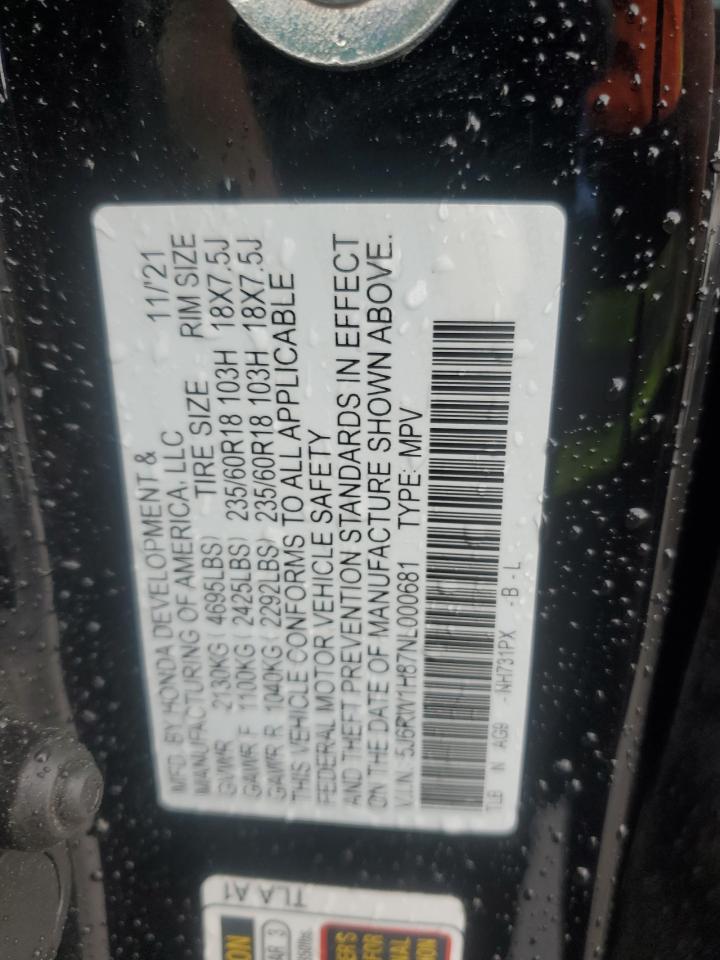 MFD. BY HONDA DEVELOPMENT & 11/'21
MANUFACTURING OF AMERICA, LLC
TIRE SIZE RIM SIZE
GVWR 2130KG ( 4695LBS)
GAWR F 1100KG ( 2425LBS) 235/60R18 103H 18X7.5J
GAWR R 1040KG ( 2292LBS) 235/60R18 103H 18X7.5J
THIS VEHICLE CONFORMS TO ALL APPLICABLE
FEDERAL MOTOR VEHICLE SAFETY
AND THEFT PREVENTION STANDARDS IN EFFECT
ON THE DATE OF MANUFACTURE SHOWN ABOVE.
V.I.N.: 5J6RW1H87NL000681 TYPE: MPV
TLB N AG9 -NH731PX -B-L
TLA A1